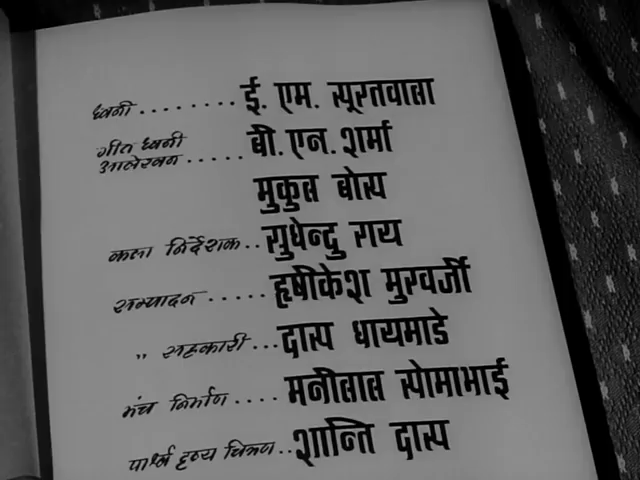 ध्वनी ........ ई. एम. सूरतवाला
गीत ध्वनी
आलेखन ..... बी. एन. शर्मा
मुकुल बोस
कला निर्देशक.. सुधेन्दु राय
सम्पादन ..... हृषीकेश मुखर्जी
,, सहकारी ... दास धायमाडे
मंच निर्माण .... मनीलाल सोमाभाई
पार्श्व दृष्य चित्रण.. शान्ति दास